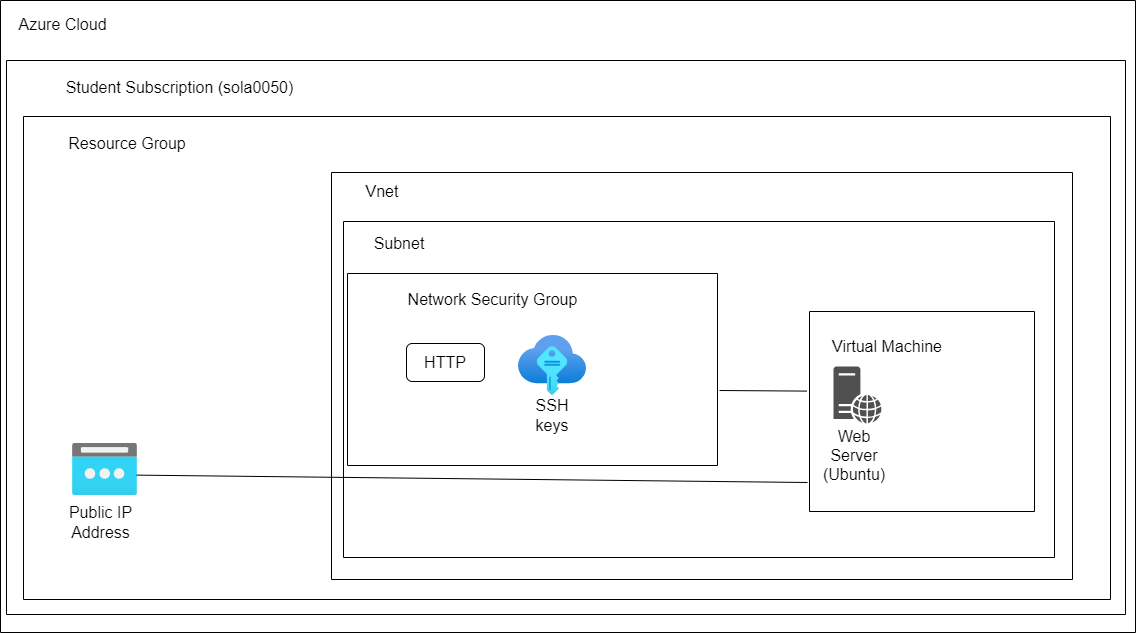 Azure Cloud
Student Subscription (sola0050)
Resource Group
Vnet
Subnet
Network Security Group
HTTP
SSH
keys
Virtual Machine
Web
Server
(Ubuntu)
Public IP
Address